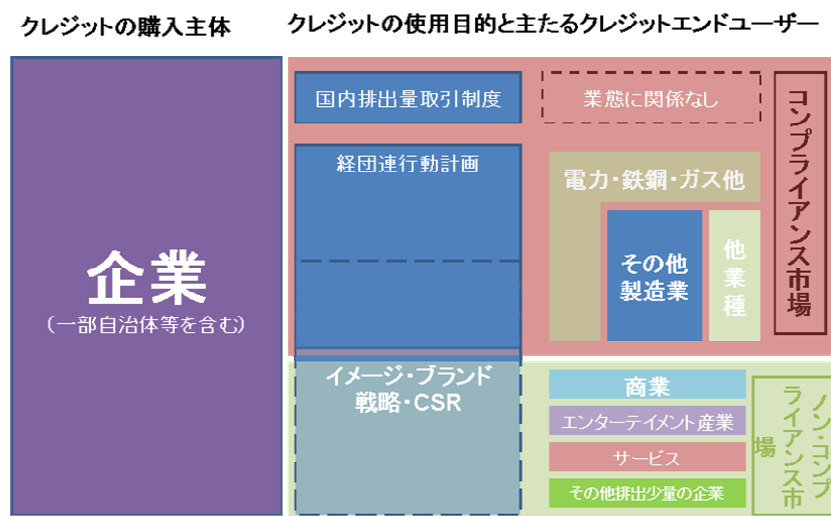 クレジットの購入主体
クレジットの使用目的と主たるクレジットエンドユーザー
企業
(一部自治体等を含む)
国内排出量取引制度
業態に関係なし
経団連行動計画
電力・鉄鋼・ガス他
その他
製造業
他業種
コンプライアンス市場
イメージ・ブランド
戦略・CSR
商業
エンターテイメント産業
サービス
その他排出少量の企業
ノン・コンプ
ライアンス市
場